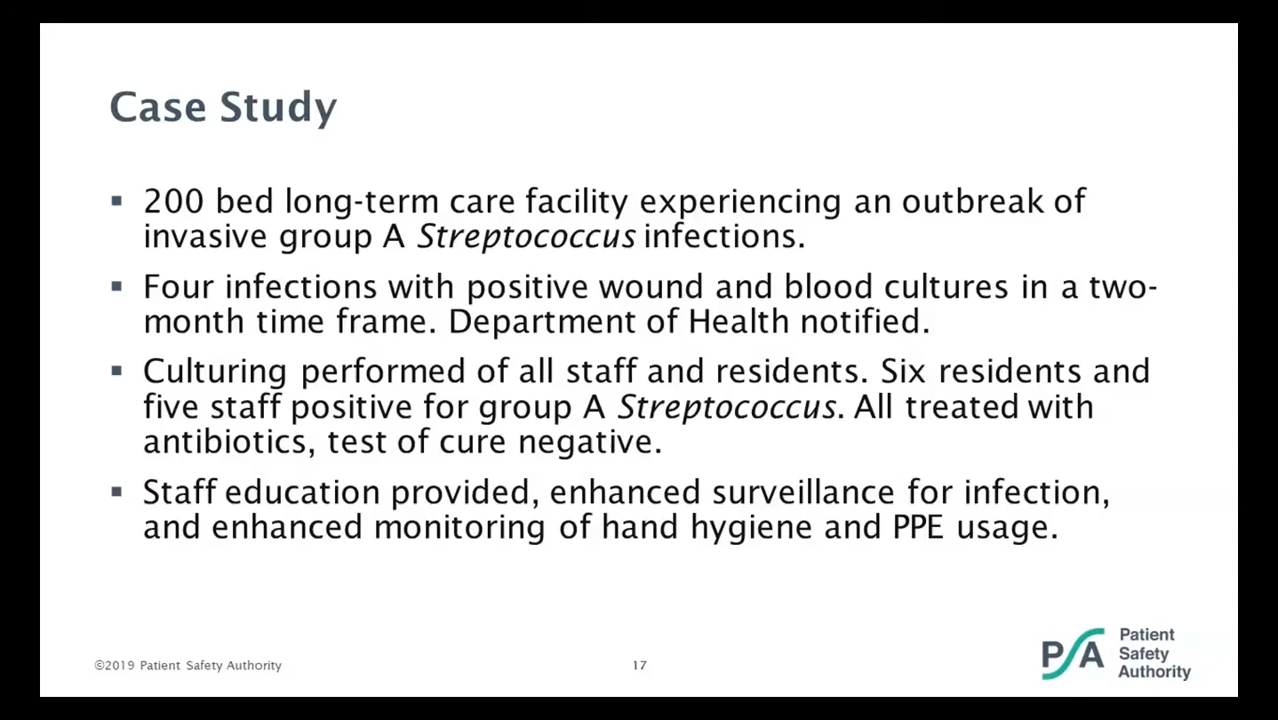 Case Study
▪ 200 bed long-term care facility experiencing an outbreak of
invasive group A Streptococcus infections.
▪ Four infections with positive wound and blood cultures in a two-
month time frame. Department of Health notified.
▪ Culturing performed of all staff and residents. Six residents and
five staff positive for group A Streptococcus. All treated with
antibiotics, test of cure negative.
▪ Staff education provided, enhanced surveillance for infection,
and enhanced monitoring of hand hygiene and PPE usage.
©2019 Patient Safety Authority
17
PSA
Patient
Safety
Authority